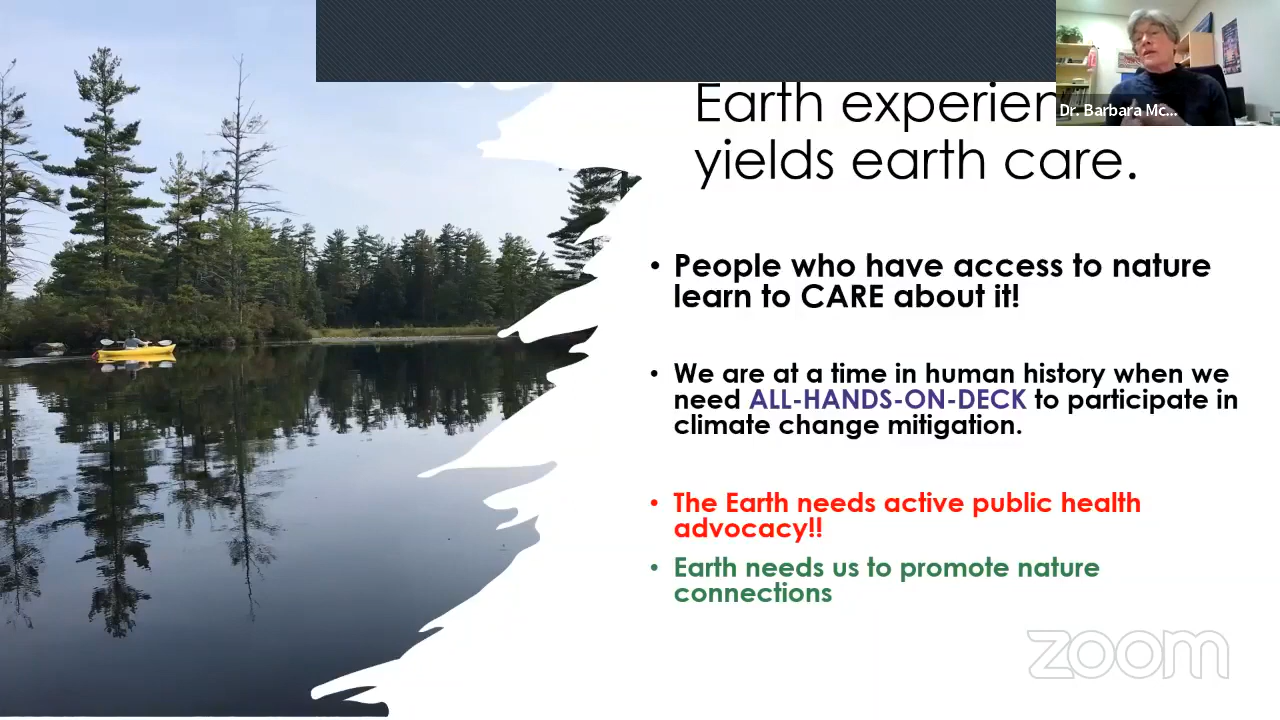 Earth experien
yields earth care.
Dr. Barbara Mc...
• People who have access to nature
learn to CARE about it!
• We are at a time in human history when we
need ALL-HANDS-ON-DECK to participate in
climate change mitigation.
• The Earth needs active public health
advocacy!!
• Earth needs us to promote nature
connections
zoom